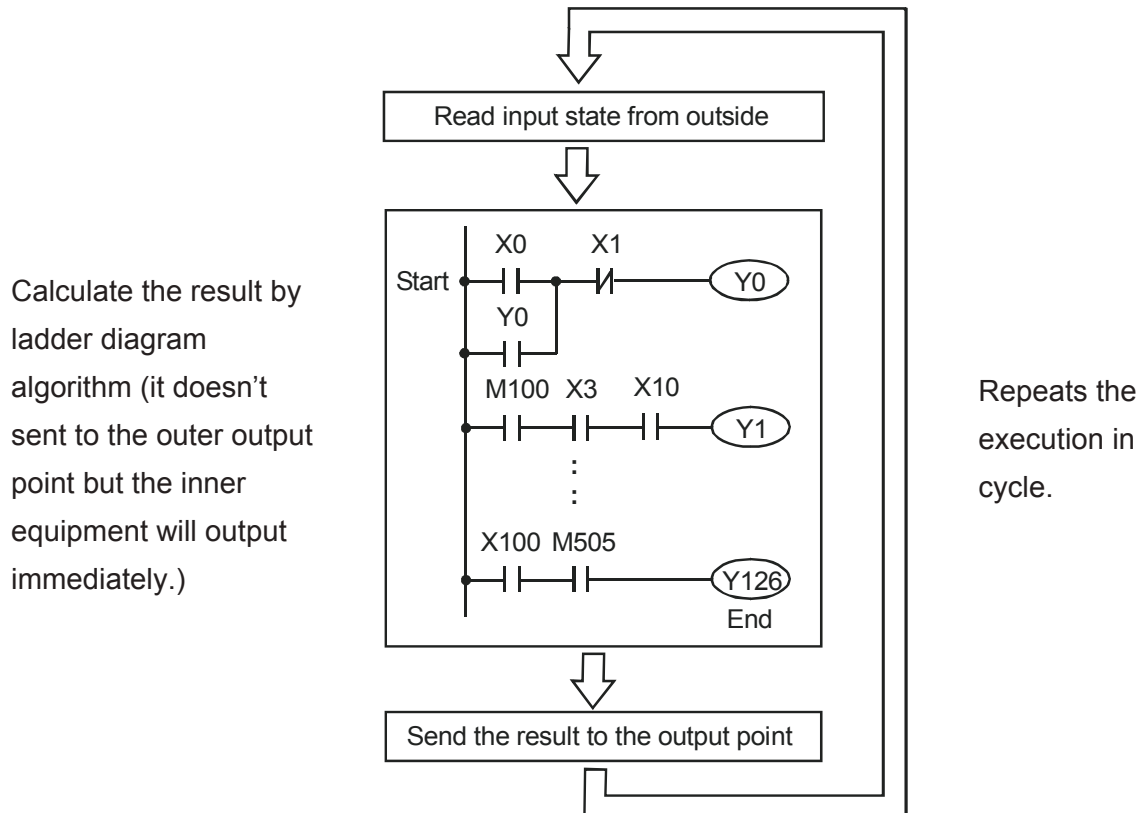 Read input state from outside
X0 X1
Start Y0
Y0
M100 X3 X10
Y1
:
:
X100 M505
Y126
End
Send the result to the output point
Calculate the result by
ladder diagram
algorithm (it doesn't
sent to the outer output
point but the inner
equipment will output
immediately.)
Repeats the
execution in
cycle.